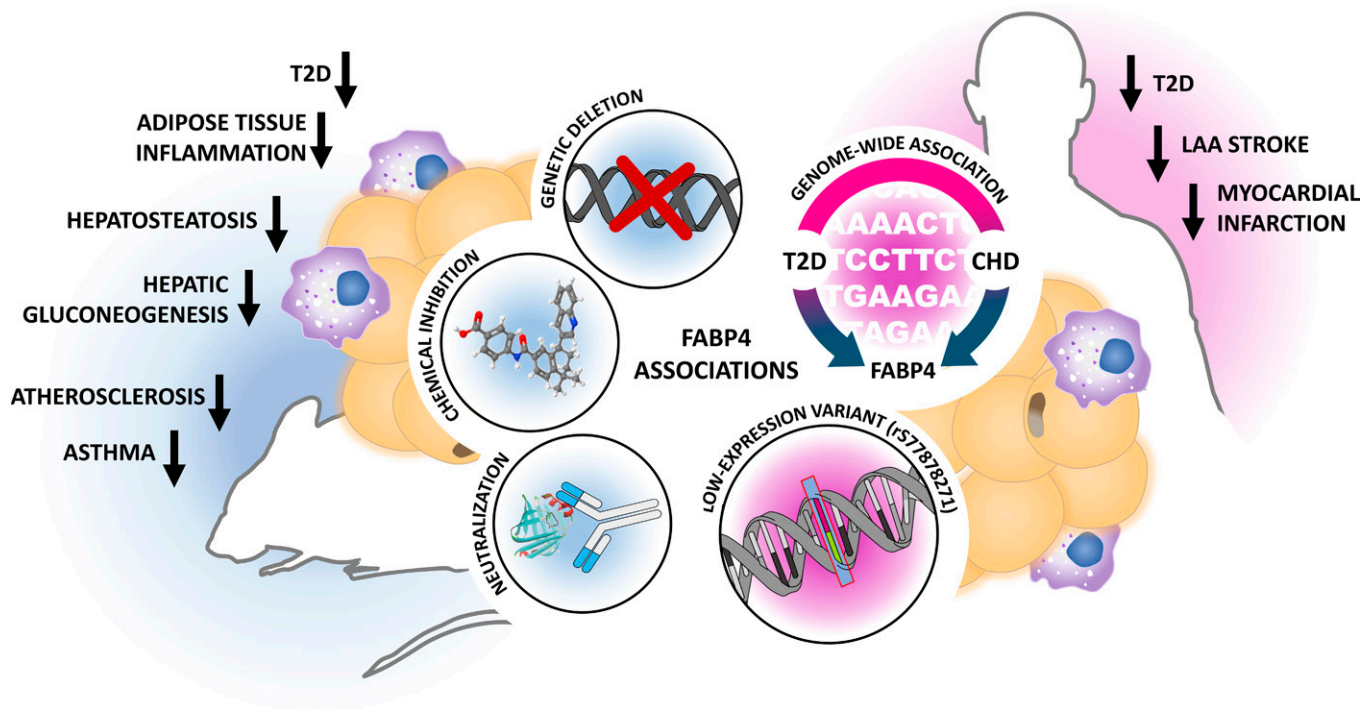 T2D
ADIPOSE TISSUE
INFLAMMATION
HEPATOSTEATOSIS
HEPATIC
GLUCONEOGENESIS
ATHEROSCLEROSIS
ASTHMA
GENETIC DELETION
CHEMICAL INHIBITION
NEUTRALIZATION
FABP4
ASSOCIATIONS
GENOME-WIDE ASSOCIATION
AAAACTC
T2D
TCCTTCT
CHD
TGAAGAA
TAGAA
FABP4
LOW-EXPRESSION VARIANT (rS77878271)
T2D
LAA STROKE
MYOCARDIAL
INFARCTION